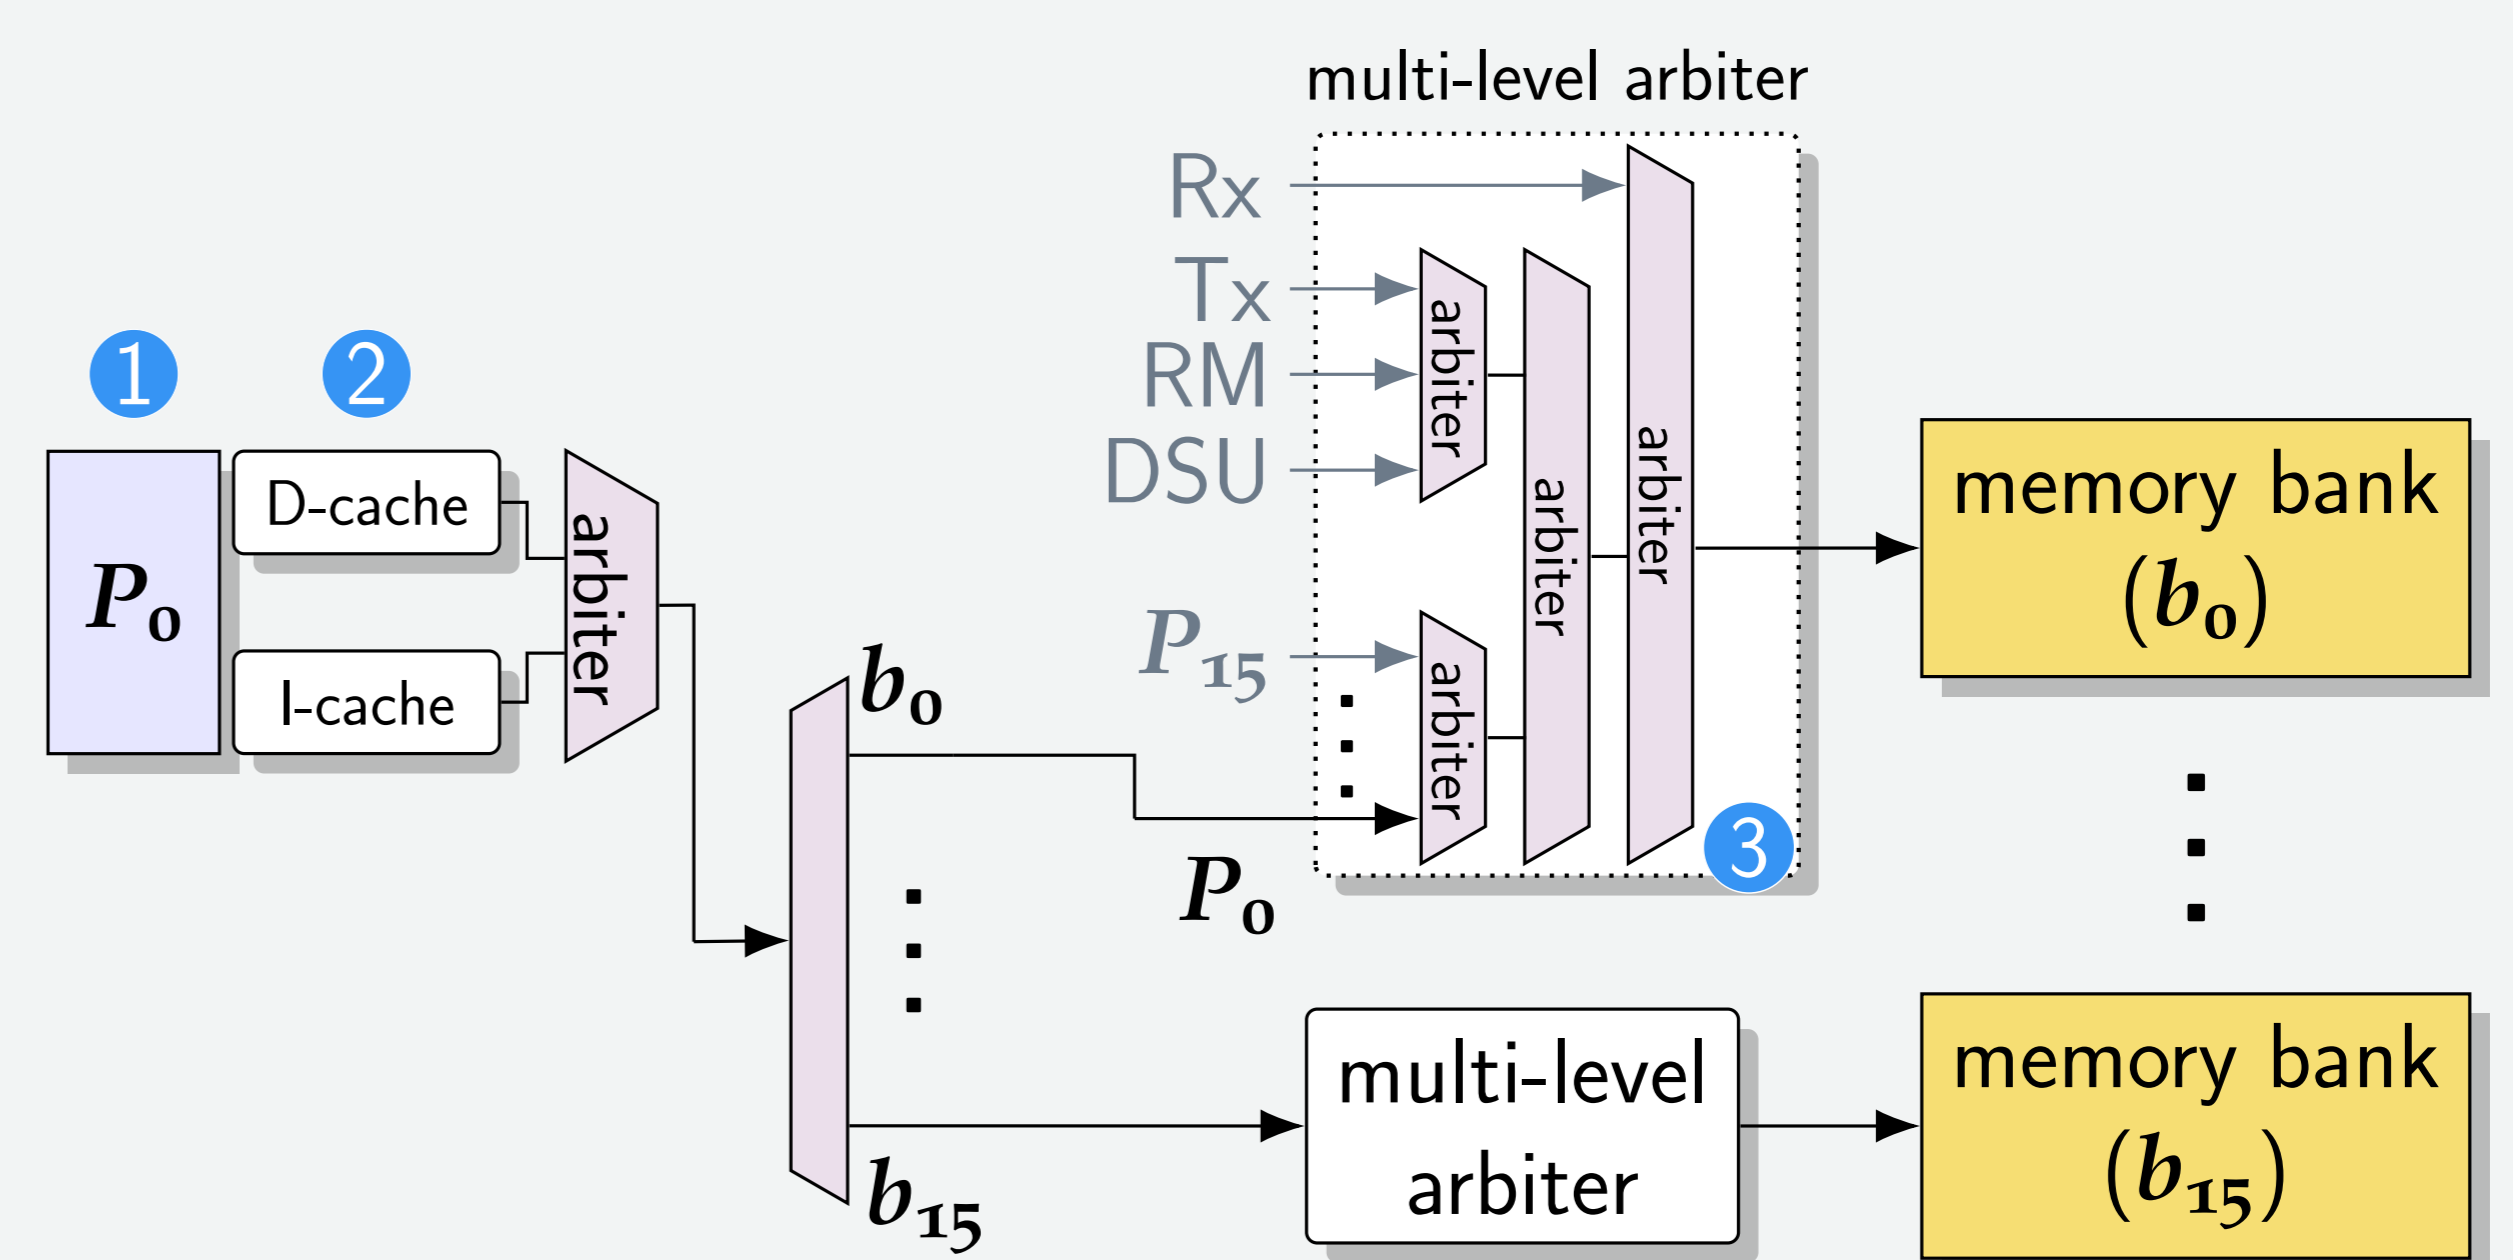 multi-level arbiter
Rx
Tx
RM
DSU
P15
P0
arbiter
arbiter
arbiter
arbiter
1
2
P0
D-cache
I-cache
arbiter
b0
b15
3
memory bank
(b0)
multi-level
arbiter
memory bank
(b15)